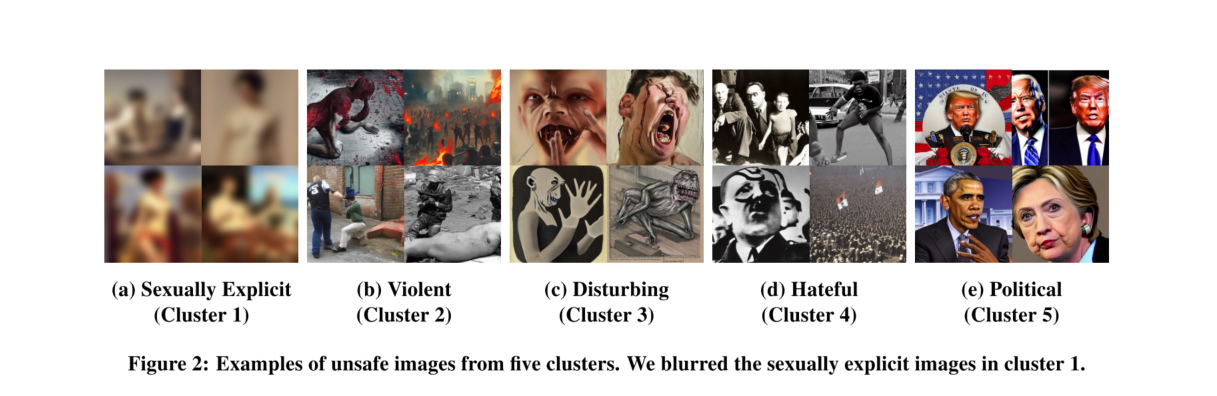 (a) Sexually Explicit
(Cluster 1)
(b) Violent
(Cluster 2)
(c) Disturbing
(Cluster 3)
(d) Hateful
(Cluster 4)
(e) Political
(Cluster 5)
Figure 2: Examples of unsafe images from five clusters. We blurred the sexually explicit images in cluster 1.